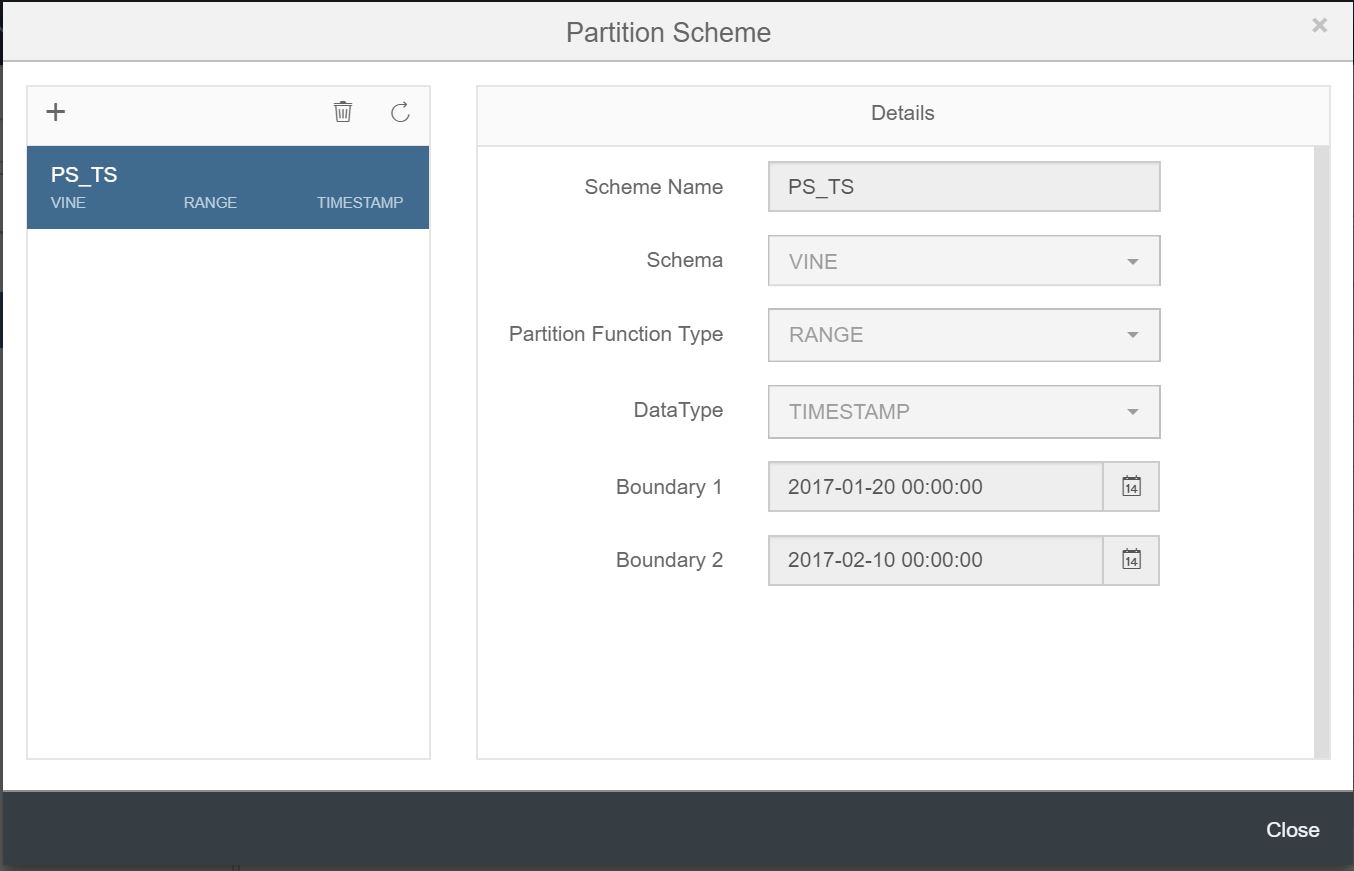 Partition Scheme
Details
PS_TS
VINE RANGE TIMESTAMP
Scheme Name PS_TS
Schema VINE
Partition Function Type RANGE
DataType TIMESTAMP
Boundary 1 2017-01-20 00:00:00 14
Boundary 2 2017-02-10 00:00:00 14
Close